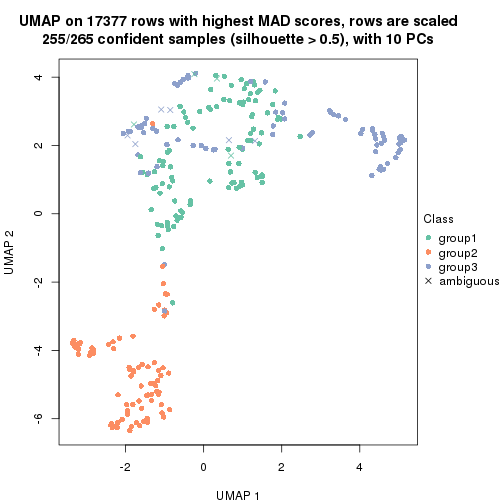 UMAP on 17377 rows with highest MAD scores, rows are scaled
255/265 confident samples (silhouette > 0.5), with 10 PCs
4
2
0
-2
-4
-6
UMAP 2
-2
0
2
4
UMAP 1
Class
group1
group2
group3
ambiguous